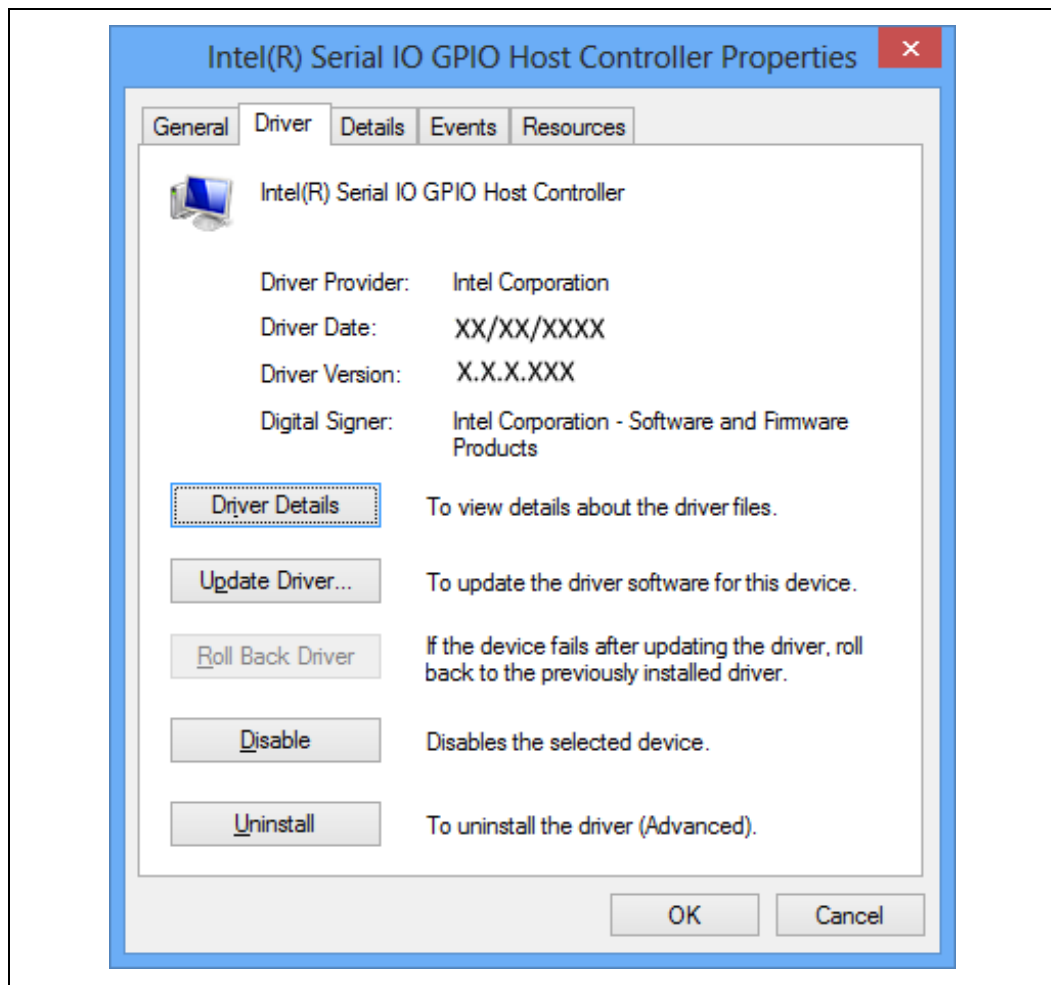 Intel(R) Serial IO GPIO Host Controller Properties
General Driver Details Events Resources
Intel(R) Serial IO GPIO Host Controller
Driver Provider: Intel Corporation
Driver Date: XX/XX/XXXX
Driver Version: X.X.X.XXX
Digital Signer: Intel Corporation - Software and Firmware
Products
Driver Details To view details about the driver files.
Update Driver... To update the driver software for this device.
Roll Back Driver If the device fails after updating the driver, roll
back to the previously installed driver.
Disable Disables the selected device.
Uninstall To uninstall the driver (Advanced).
OK Cancel